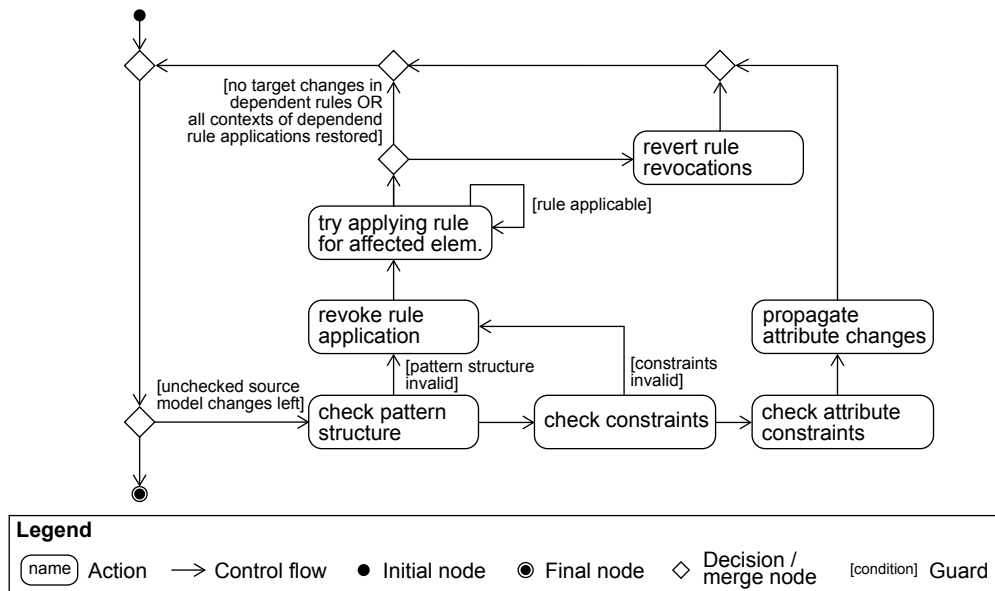 [no target changes in
dependent rules OR
all contexts of dependend
rule applications restored]
revert rule
revocations
try applying rule
for affected elem.
[rule applicable]
revoke rule
application
propagate
attribute changes
[pattern structure
invalid]
[constraints
invalid]
[unchecked source
model changes left]
check pattern
structure
check constraints
check attribute
constraints
Legend
name Action
Control flow
Initial node
Final node
Decision /
merge node
[condition] Guard